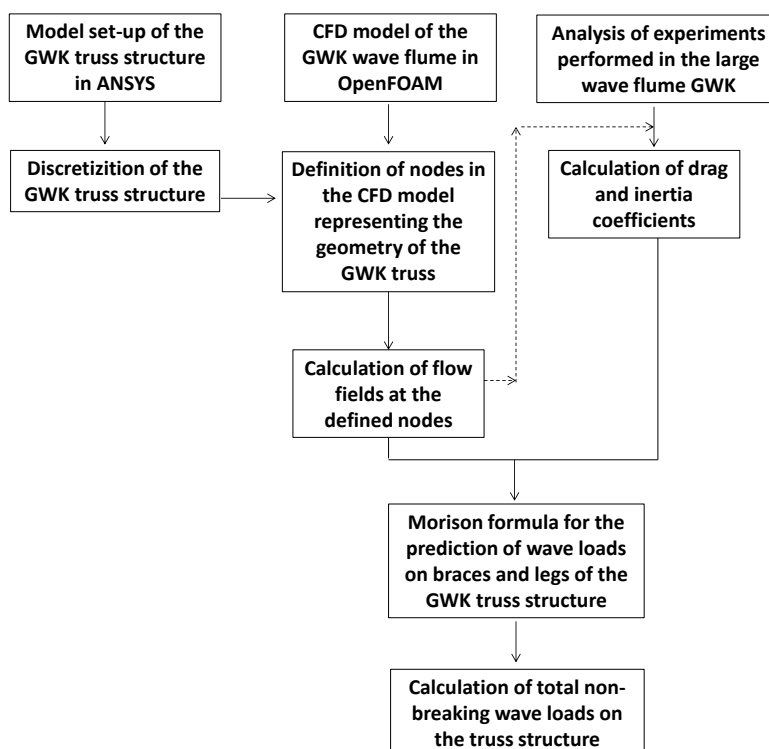 Model set-up of the
GWK truss structure
in ANSYS
CFD model of the
GWK wave flume in
OpenFOAM
Analysis of experiments
performed in the large
wave flume GWK
Discretizition of the
GWK truss structure
Definition of nodes in
the CFD model
representing the
geometry of the
GWK truss
Calculation of drag
and inertia
coefficients
Calculation of flow
fields at the
defined nodes
Morison formula for the
prediction of wave loads
on braces and legs of the
GWK truss structure
Calculation of total non-
breaking wave loads on
the truss structure